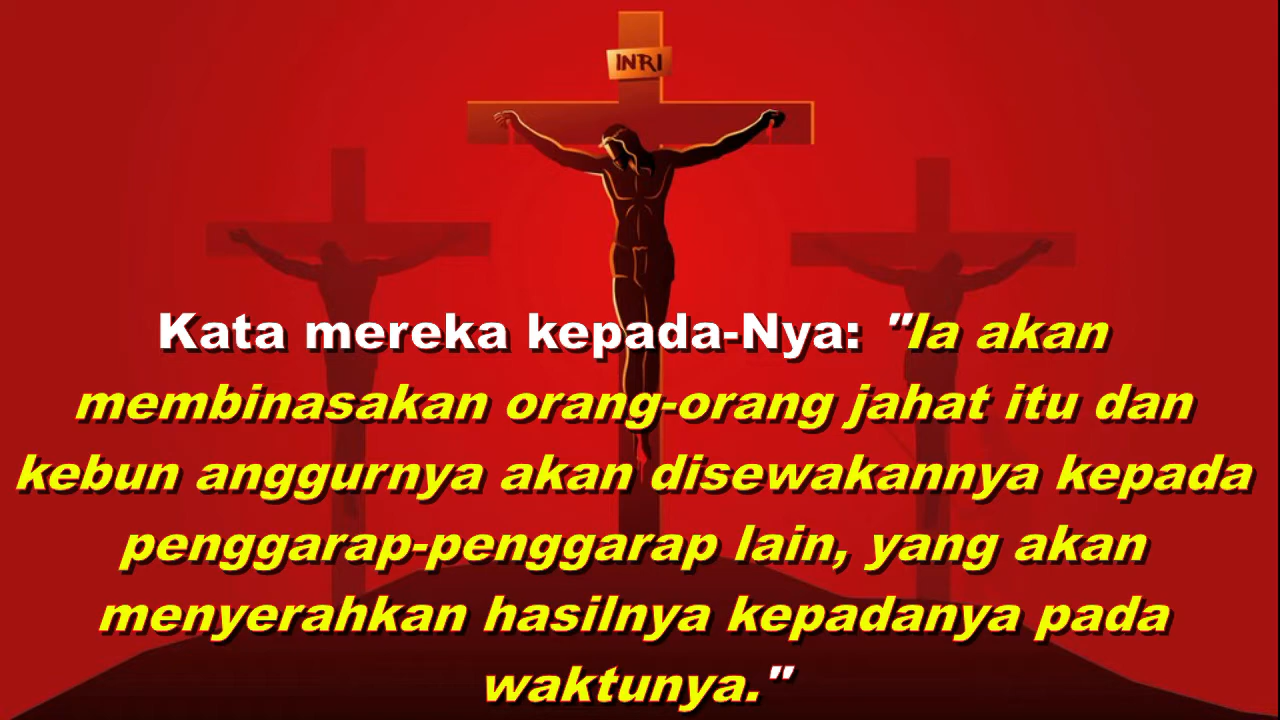 INRI
Kata mereka kepada-Nya: "Ia akan
membinasakan orang-orang jahat itu dan
kebun anggurnya akan disewakannya kepada
penggarap-penggarap lain, yang akan
menyerahkan hasilnya kepadanya pada
waktunya."